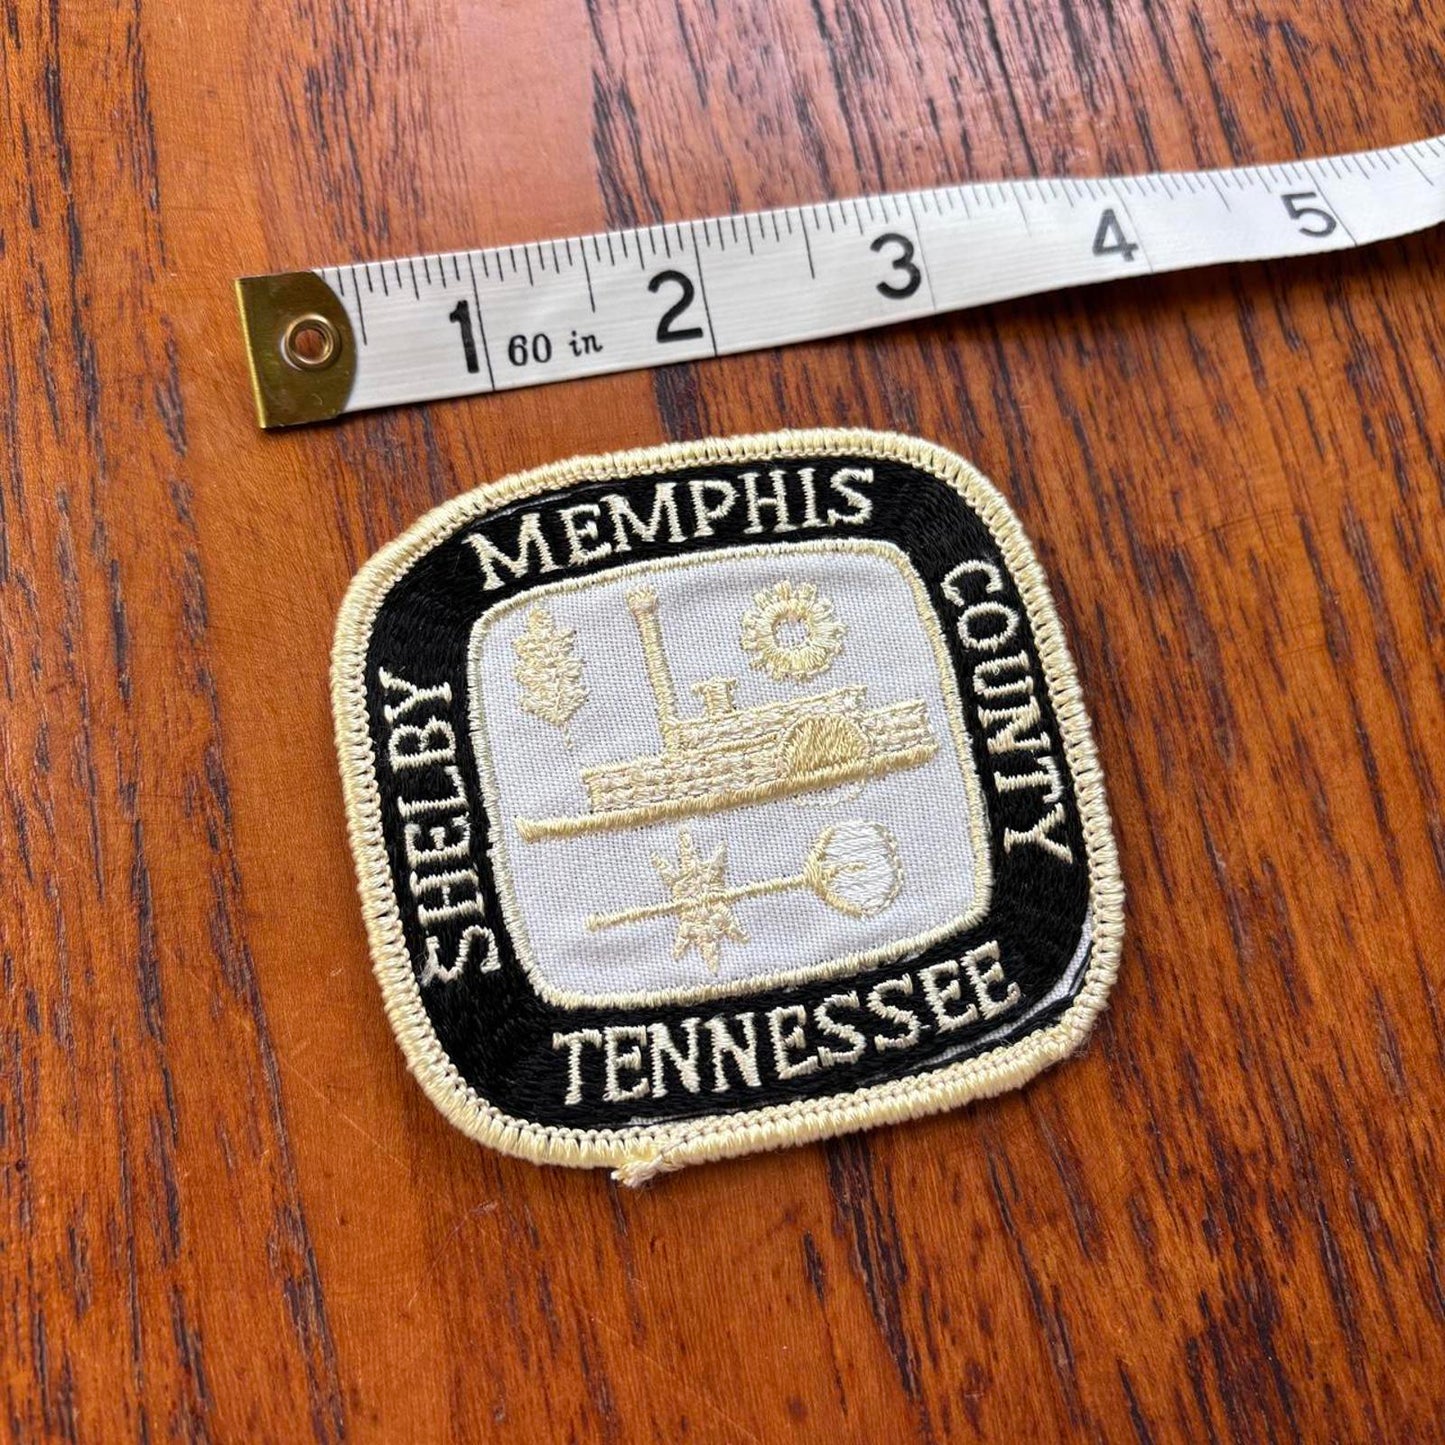 1 60 in 2 3 4 5
MEMPHIS
SHELBY
COUNTY
TENNESSEE